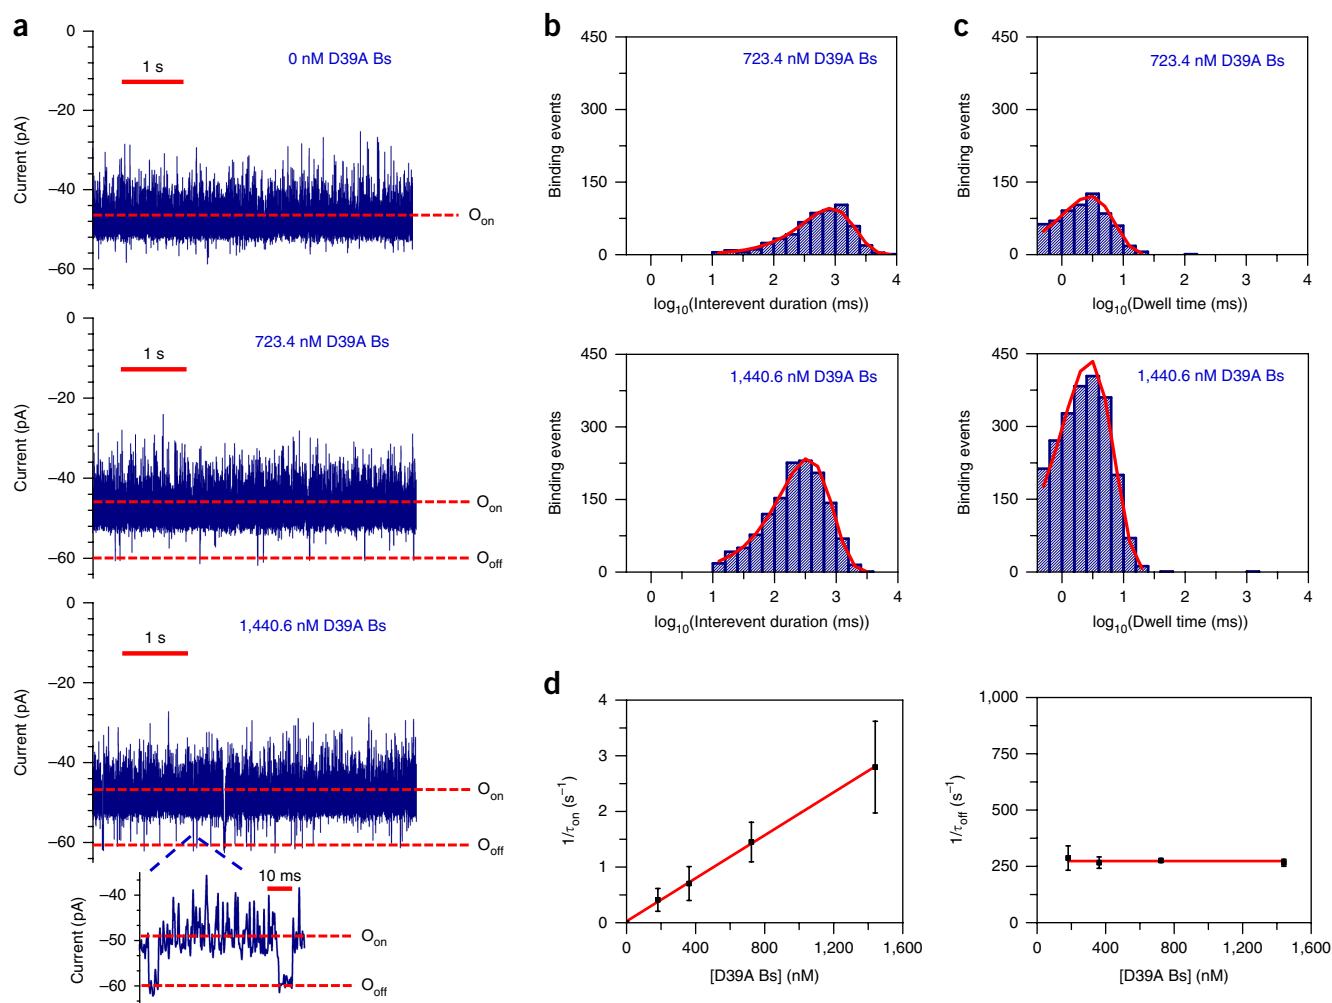 a
0
−20
−40
−60
Current (pA)
1 s
0 nM D39A Bs
Oon
0
−20
−40
−60
Current (pA)
1 s
723.4 nM D39A Bs
Oon
Ooff
0
−20
−40
−60
Current (pA)
1 s
1,440.6 nM D39A Bs
Oon
Ooff
−40
−50
−60
Current (pA)
10 ms
Oon
Ooff
b
450
300
150
0
Binding events
723.4 nM D39A Bs
0 1 2 3 4
log10(Interevent duration (ms))
450
300
150
0
Binding events
1,440.6 nM D39A Bs
0 1 2 3 4
log10(Interevent duration (ms))
c
450
300
150
0
Binding events
723.4 nM D39A Bs
0 1 2 3 4
log10(Dwell time (ms))
450
300
150
0
Binding events
1,440.6 nM D39A Bs
0 1 2 3 4
log10(Dwell time (ms))
d
4
3
2
1
0
1/τon (s−1)
0 400 800 1,200 1,600
[D39A Bs] (nM)
1,000
750
500
250
0
1/τoff (s−1)
0 400 800 1,200 1,600
[D39A Bs] (nM)